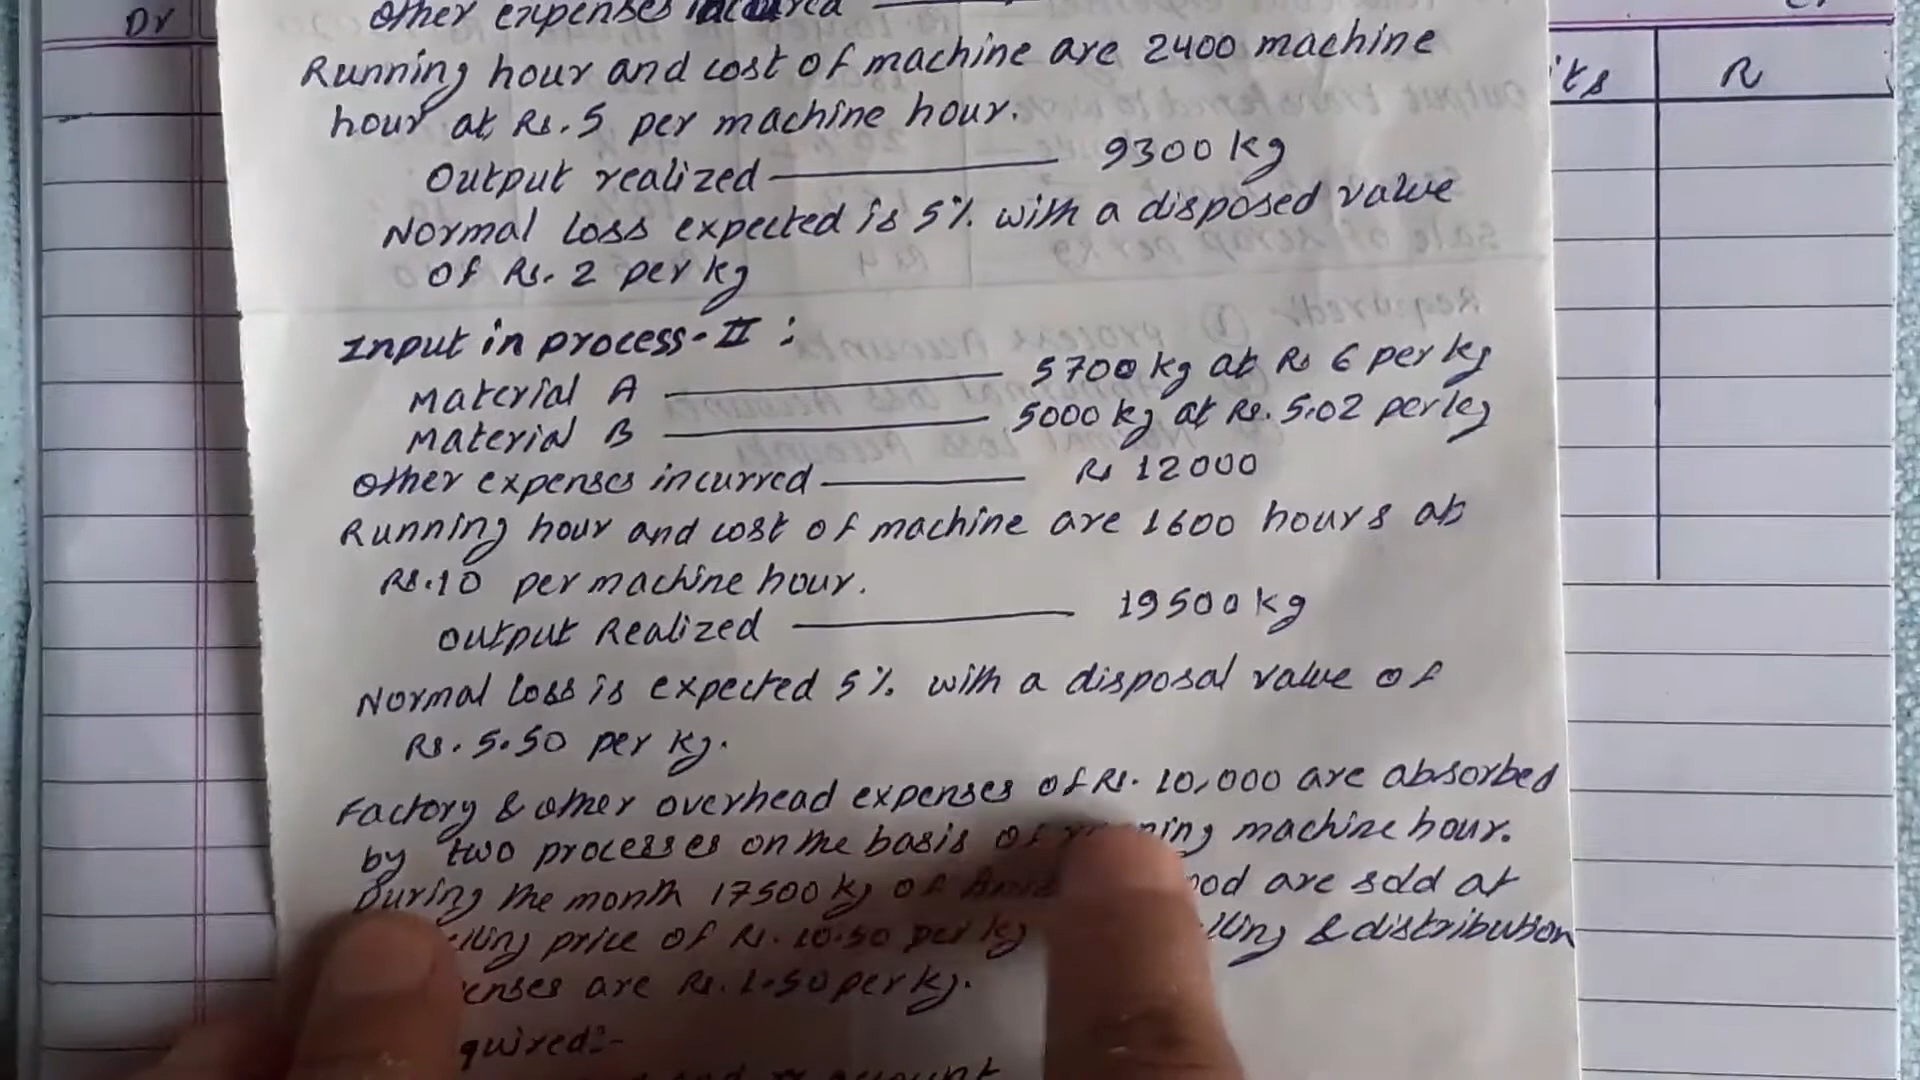 Dr
other expenses incurred
Running hour and cost of machine are 2400 machine
hour at Rs. 5 per machine hour.
Output realized 9300 kg
Normal loss expected is 5% with a disposed value
of Rs. 2 per kg
Input in process-II :
Material A 5700 kg at Rs 6 per kg
Material B 5000 kg at Rs. 5.02 per kg
other expenses incurred Rs 12000
Running hour and cost of machine are 1600 hours at
Rs.10 per machine hour.
Output Realized 19500 kg
Normal loss is expected 5% with a disposal value of
Rs. 5.50 per kg.
Factory & other overhead expenses of Rs. 10,000 are absorbed
by two processes on the basis of machine hour.
During the month 17500 kg of are sold at
price of Rs. 10.50 per kg & distribution
are Rs. 1.50 per kg.
account
R